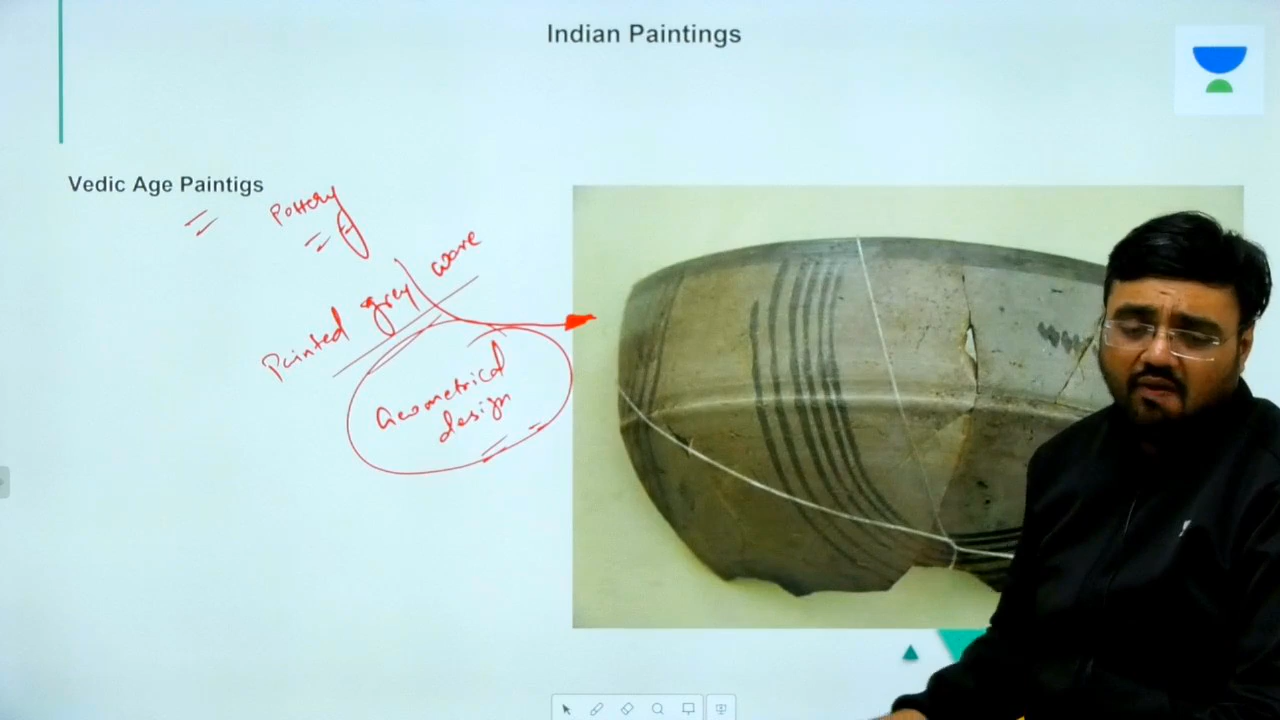 Indian Paintings
Vedic Age Paintigs
Pottery
Painted grey ware
Geometrical
design